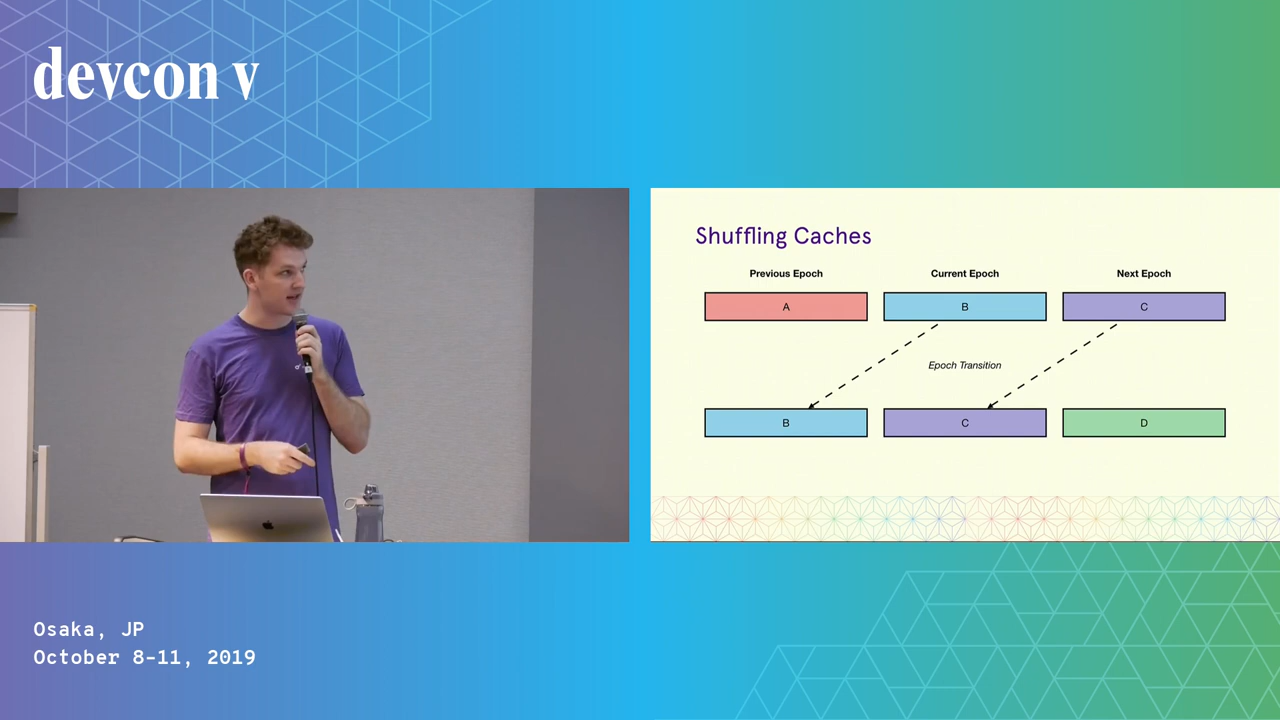 devcon v
Shuffling Caches
Previous Epoch Current Epoch Next Epoch
A B C
Epoch Transition
B C D
Osaka, JP
October 8-11, 2019